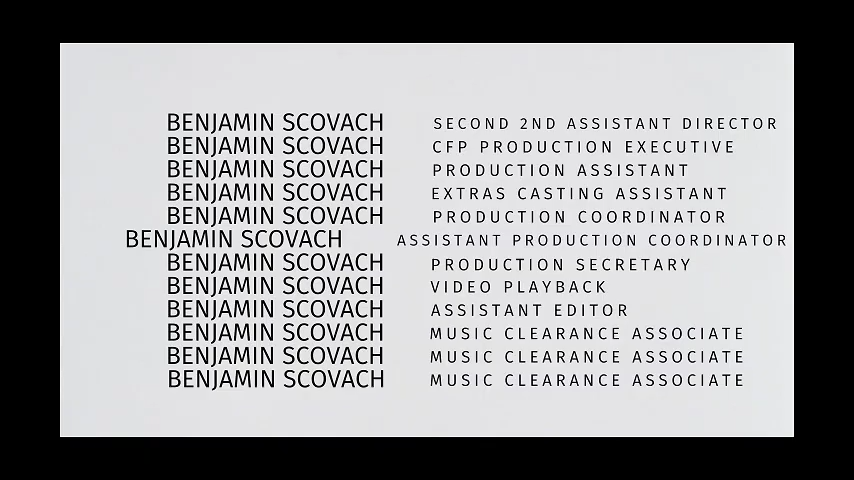 BENJAMIN SCOVACH SECOND 2ND ASSISTANT DIRECTOR
BENJAMIN SCOVACH CFP PRODUCTION EXECUTIVE
BENJAMIN SCOVACH PRODUCTION ASSISTANT
BENJAMIN SCOVACH EXTRAS CASTING ASSISTANT
BENJAMIN SCOVACH PRODUCTION COORDINATOR
BENJAMIN SCOVACH ASSISTANT PRODUCTION COORDINATOR
BENJAMIN SCOVACH PRODUCTION SECRETARY
BENJAMIN SCOVACH VIDEO PLAYBACK
BENJAMIN SCOVACH ASSISTANT EDITOR
BENJAMIN SCOVACH MUSIC CLEARANCE ASSOCIATE
BENJAMIN SCOVACH MUSIC CLEARANCE ASSOCIATE
BENJAMIN SCOVACH MUSIC CLEARANCE ASSOCIATE